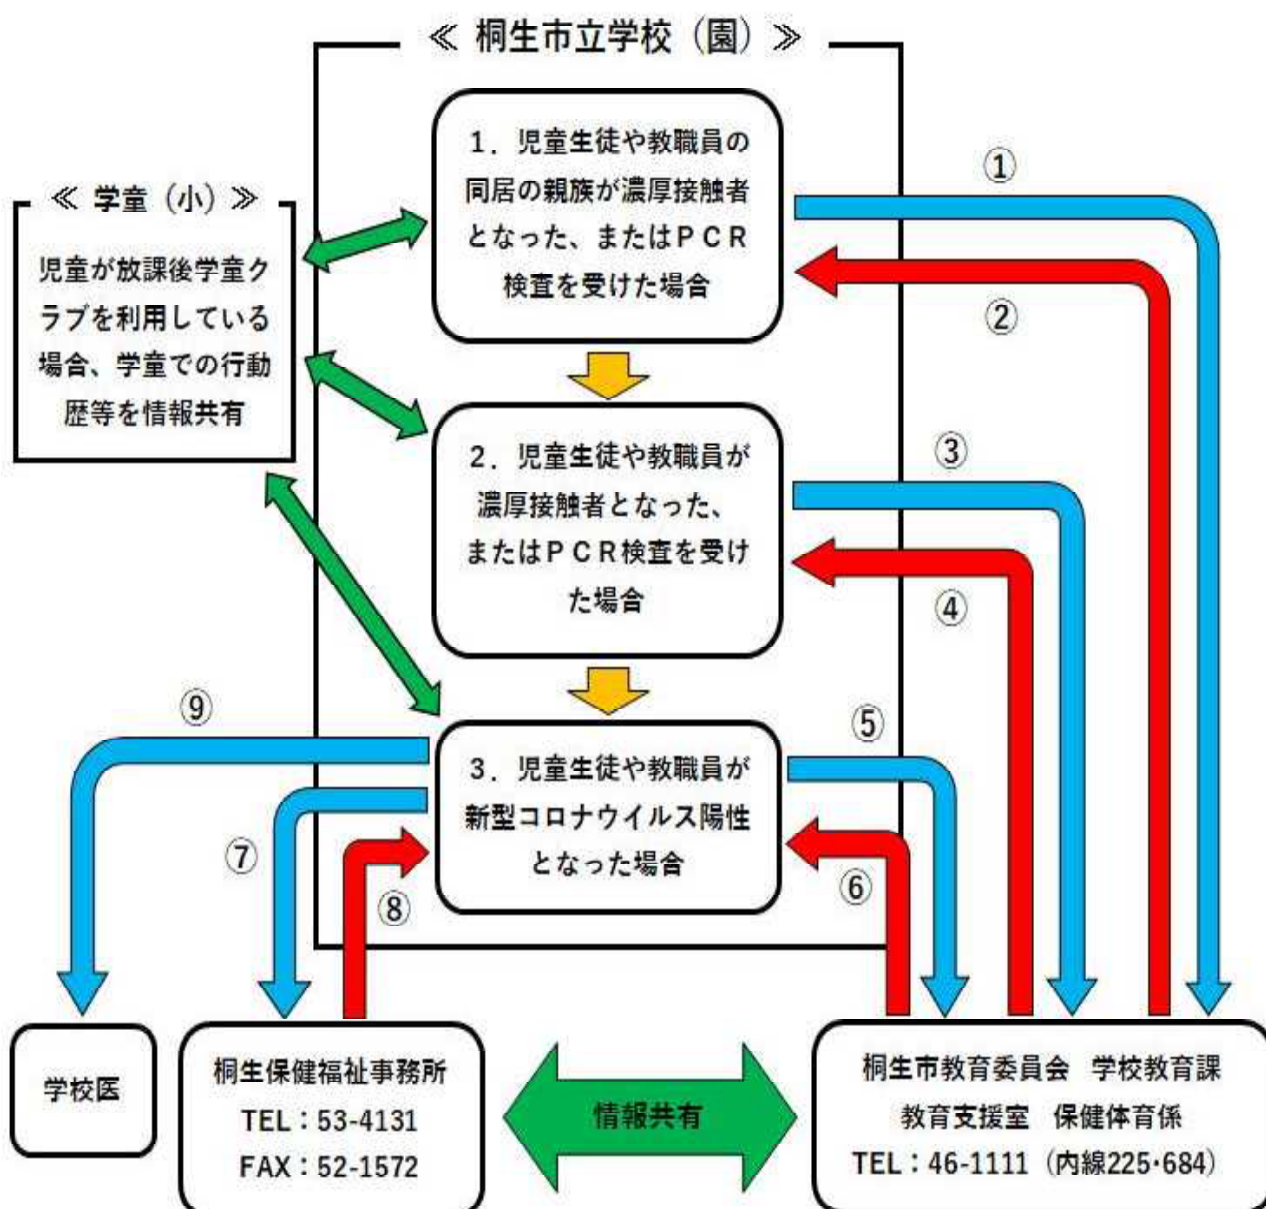 ≪ 桐生市立学校（園）≫
1．児童生徒や教職員の
同居の親族が濃厚接触者
となった、またはＰＣＲ
検査を受けた場合
①
②
≪ 学童（小）≫
児童が放課後学童ク
ラブを利用している
場合、学童での行動
歴等を情報共有
2．児童生徒や教職員が
濃厚接触者となった、
またはＰＣＲ検査を受け
た場合
③
④
3．児童生徒や教職員が
新型コロナウイルス陽性
となった場合
⑤
⑥
⑨
⑦
⑧
学校医
桐生保健福祉事務所
TEL：53-4131
FAX：52-1572
情報共有
桐生市教育委員会　学校教育課
教育支援室　保健体育係
TEL：46-1111（内線225･684）